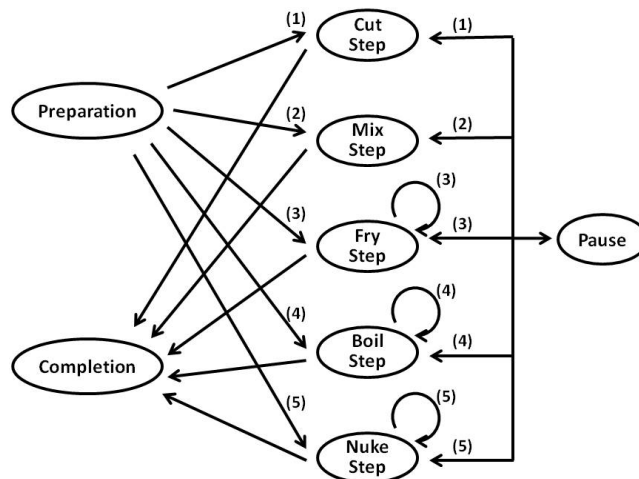 (1)
Cut
Step
(1)
Preparation
(2)
Mix
Step
(2)
(3)
(3)
Fry
Step
(3)
Pause
(4)
(4)
Boil
Step
(4)
Completion
(5)
(5)
Nuke
Step
(5)